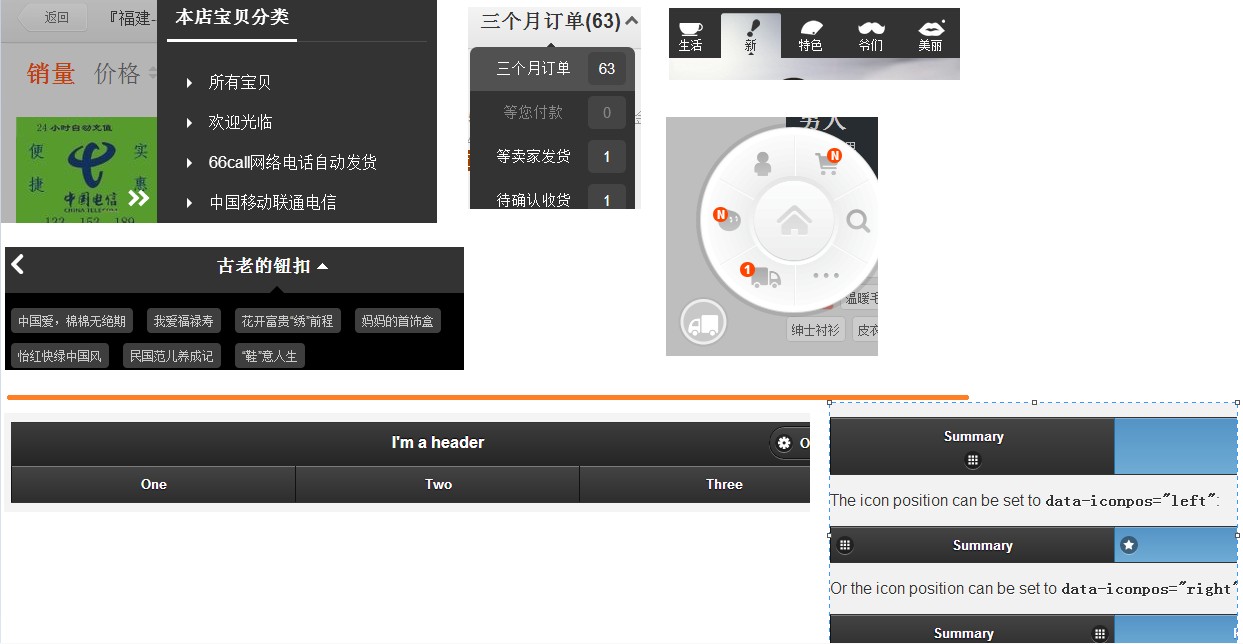 返回
『福建-
销量 价格
24小时自动充值
便
捷
实
惠
中国电信
CHINA TELECOM
133 153 189
本店宝贝分类
所有宝贝
欢迎光临
66call网络电话自动发货
中国移动联通电信
三个月订单(63)
三个月订单 63
等您付款 0
等卖家发货 1
待确认收货 1
生活
新
特色
爷们
美丽
男人
N
N
1
温暖毛
绅士衬衫
皮衣
古老的钮扣
中国爱，棉棉无绝期
我爱福禄寿
花开富贵“绣”前程
妈妈的首饰盒
怡红快绿中国风
民国范儿养成记
“鞋”意人生
I'm a header
O
One
Two
Three
Summary
The icon position can be set to data-iconpos="left":
Summary
Or the icon position can be set to data-iconpos="right"
Summary